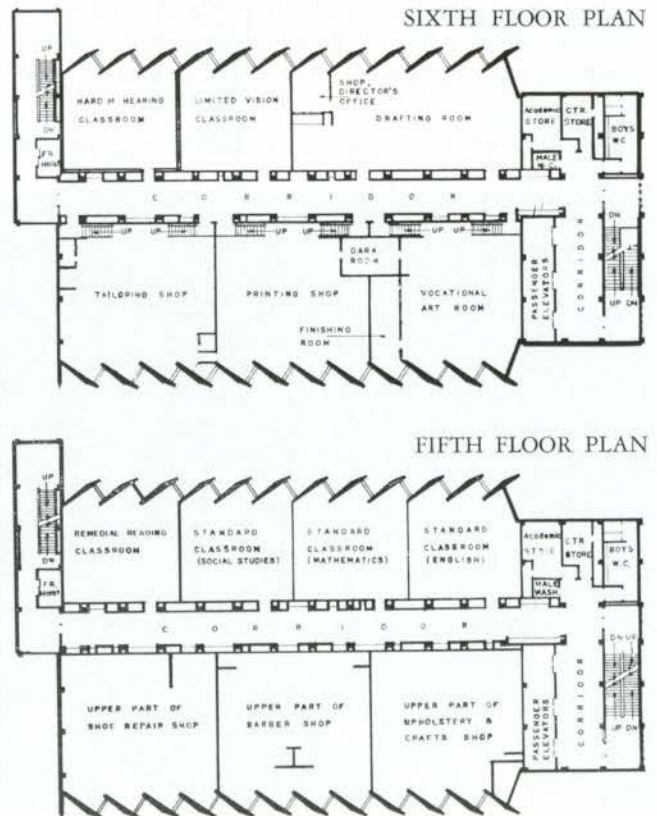 SIXTH FLOOR PLAN
UP
DN
HARD OF HEARING
CLASSROOM
LIMITED VISION
CLASSROOM
SHOP
DIRECTOR'S
OFFICE
DRAFTING ROOM
Academic
STORE
CTR.
STORE
BOYS
W.C.
MALE
W.C.
CORRIDOR
UP UP
UP UP
UP UP
DARK
ROOM
TAILORING SHOP
PRINTING SHOP
VOCATIONAL
ART ROOM
FINISHING
ROOM
PASSENGER
ELEVATORS
CORRIDOR
DN
UP DN
FIFTH FLOOR PLAN
UP
DN
REMEDIAL READING
CLASSROOM
STANDARD
CLASSROOM
(SOCIAL STUDIES)
STANDARD
CLASSROOM
(MATHEMATICS)
STANDARD
CLASSROOM
(ENGLISH)
Academic
STORE
CTR.
STORE
BOYS
W.C.
MALE
WASH
CORRIDOR
UPPER PART OF
SHOE REPAIR SHOP
UPPER PART OF
BARBER SHOP
UPPER PART OF
UPHOLSTERY &
CRAFTS SHOP
PASSENGER
ELEVATORS
CORRIDOR
DN UP
UP DN